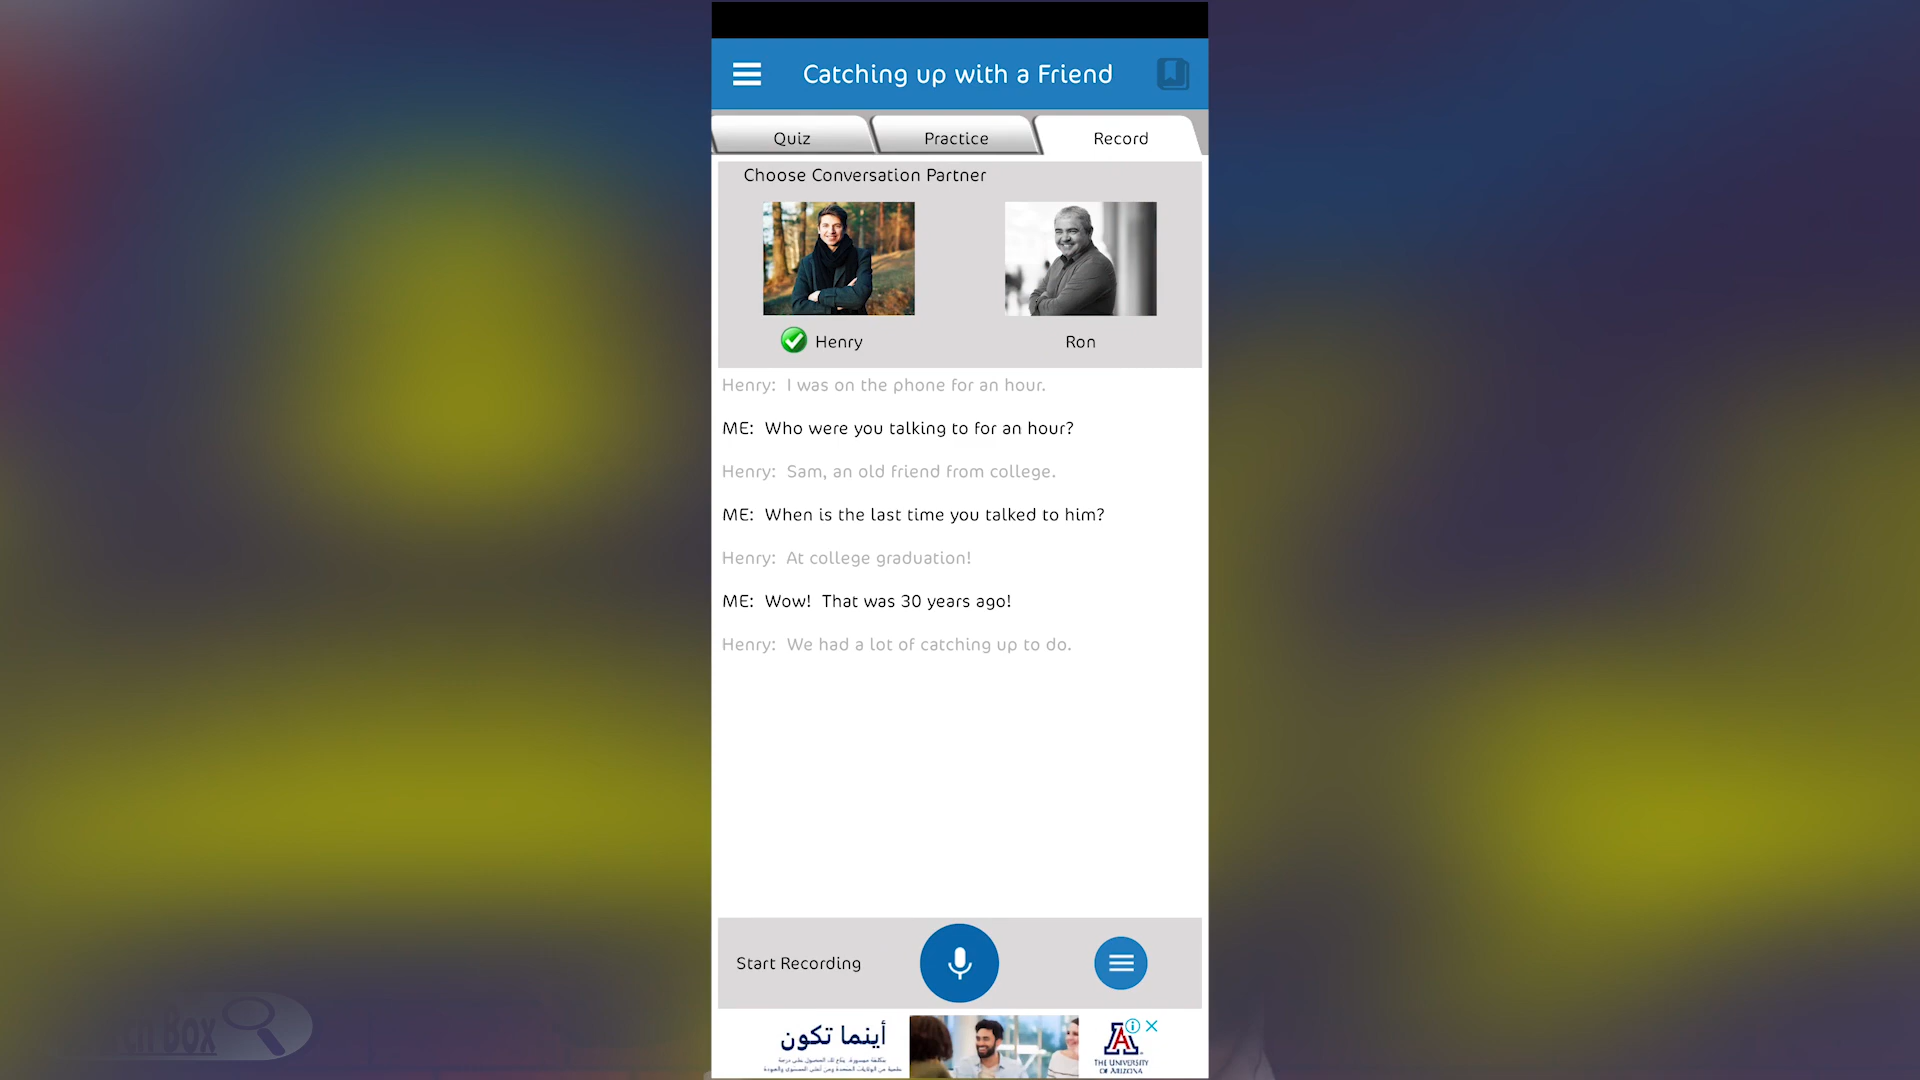 Catching up with a Friend
Quiz
Practice
Record
Choose Conversation Partner
Henry
Ron
Henry: I was on the phone for an hour.
ME: Who were you talking to for an hour?
Henry: Sam, an old friend from college.
ME: When is the last time you talked to him?
Henry: At college graduation!
ME: Wow! That was 30 years ago!
Henry: We had a lot of catching up to do.
Start Recording
أينما تكون
THE UNIVERSITY
OF ARIZONA
Box